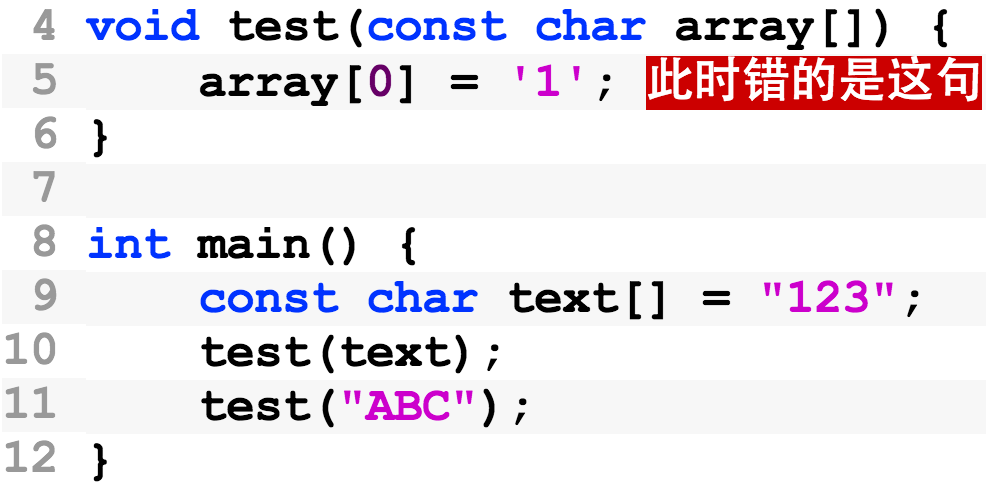 4 void test(const char array[]) {
5 array[0] = '1'; 此时错的是这句
6 }
7
8 int main() {
9 const char text[] = "123";
10 test(text);
11 test("ABC");
12 }